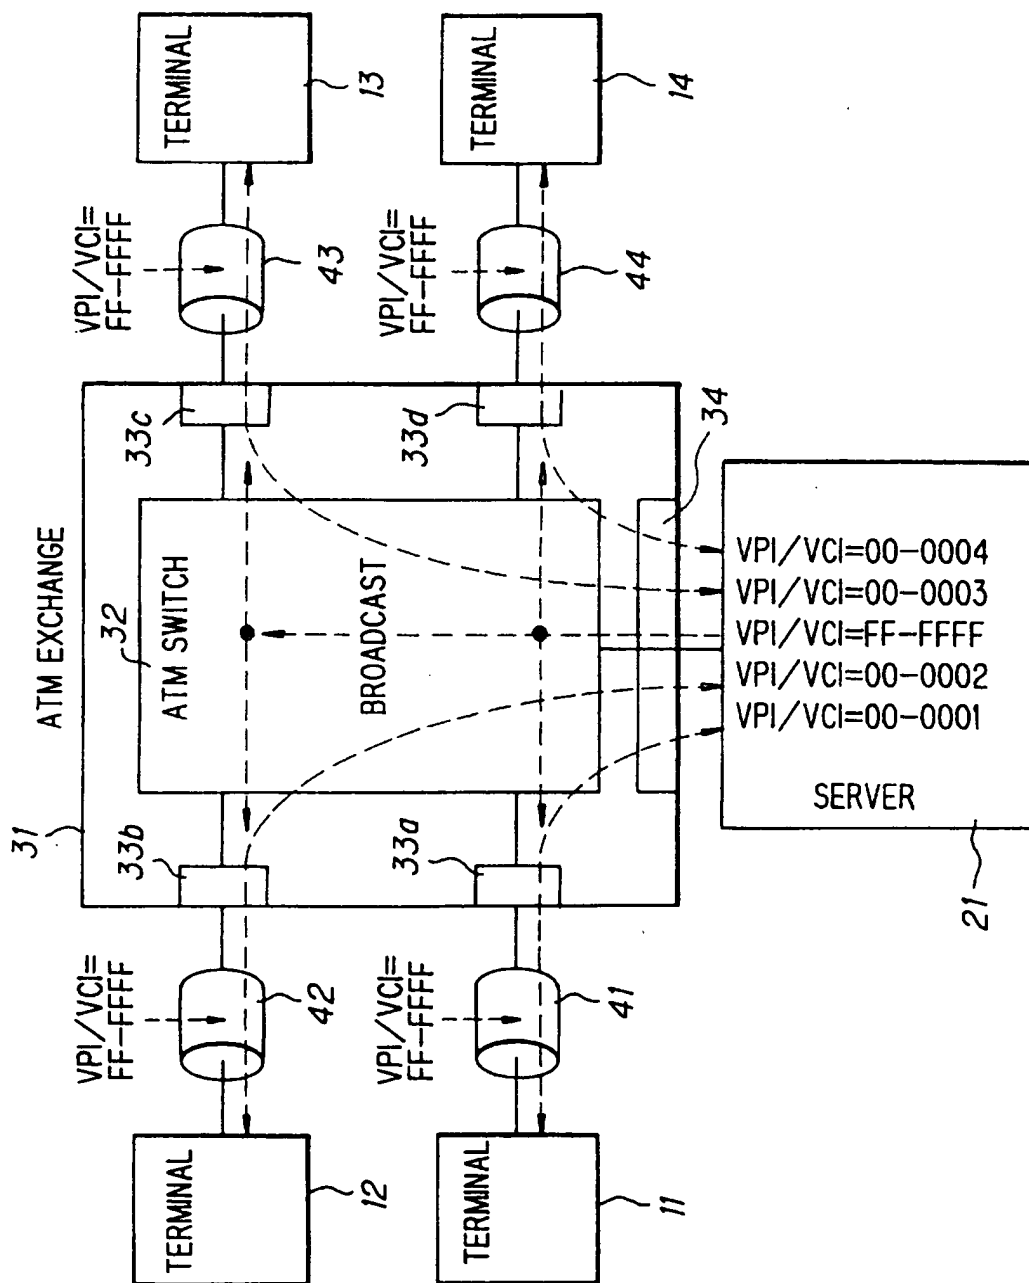 ATM EXCHANGE
31
32
ATM SWITCH
BROADCAST
33b
33a
33c
33d
34
TERMINAL
12
VPI/VCI=
FF-FFFF
42
TERMINAL
11
VPI/VCI=
FF-FFFF
41
VPI/VCI=
FF-FFFF
43
TERMINAL
13
VPI/VCI=
FF-FFFF
44
TERMINAL
14
VPI/VCI=00-0004
VPI/VCI=00-0003
VPI/VCI=FF-FFFF
VPI/VCI=00-0002
VPI/VCI=00-0001
SERVER
21